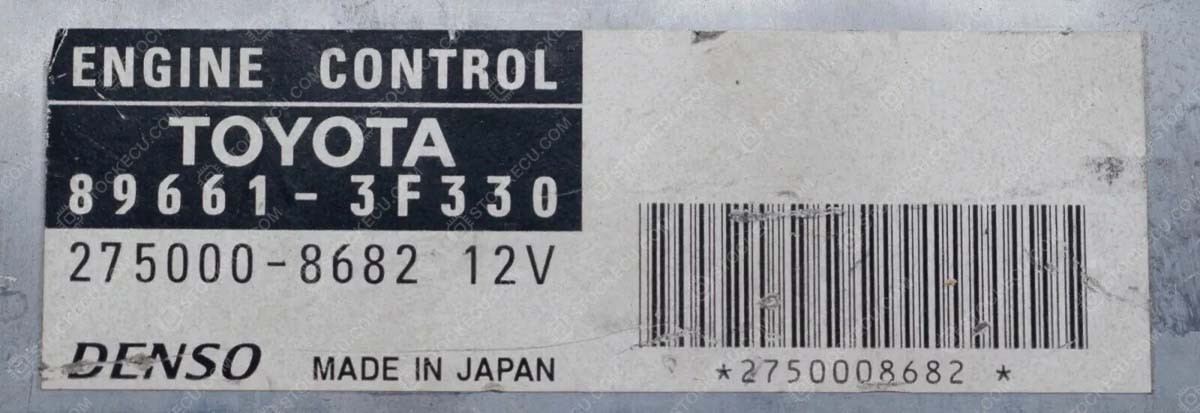 ENGINE CONTROL
TOYOTA
89661-3F330
275000-8682 12V
DENSO MADE IN JAPAN
*2750008682 *